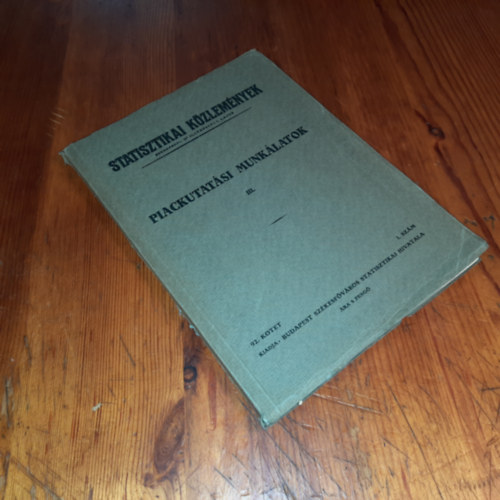 STATISZTIKAI KÖZLEMÉNYEK
PIACKUTATÁSI MUNKÁLATOK
III.
92. KÖTET
1. SZÁM
KIADJA: BUDAPEST SZÉKESFŐVÁROS STATISZTIKAI HIVATALA
ÁRA 4 PENGŐ